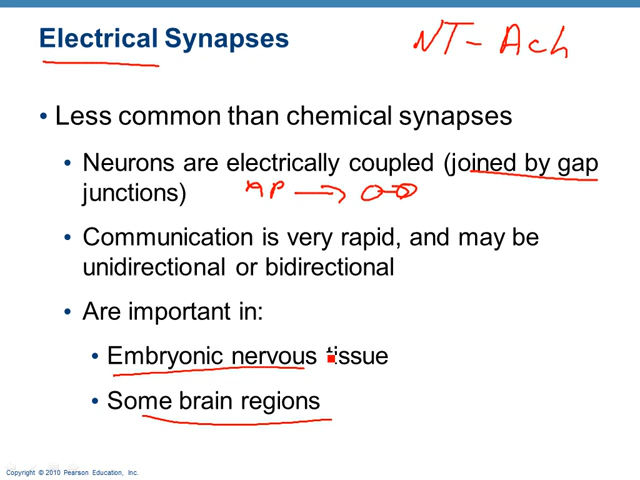 Electrical Synapses NT - Ach
• Less common than chemical synapses
• Neurons are electrically coupled (joined by gap
junctions) AP
• Communication is very rapid, and may be
unidirectional or bidirectional
• Are important in:
• Embryonic nervous tissue
• Some brain regions
Copyright © 2010 Pearson Education, Inc.